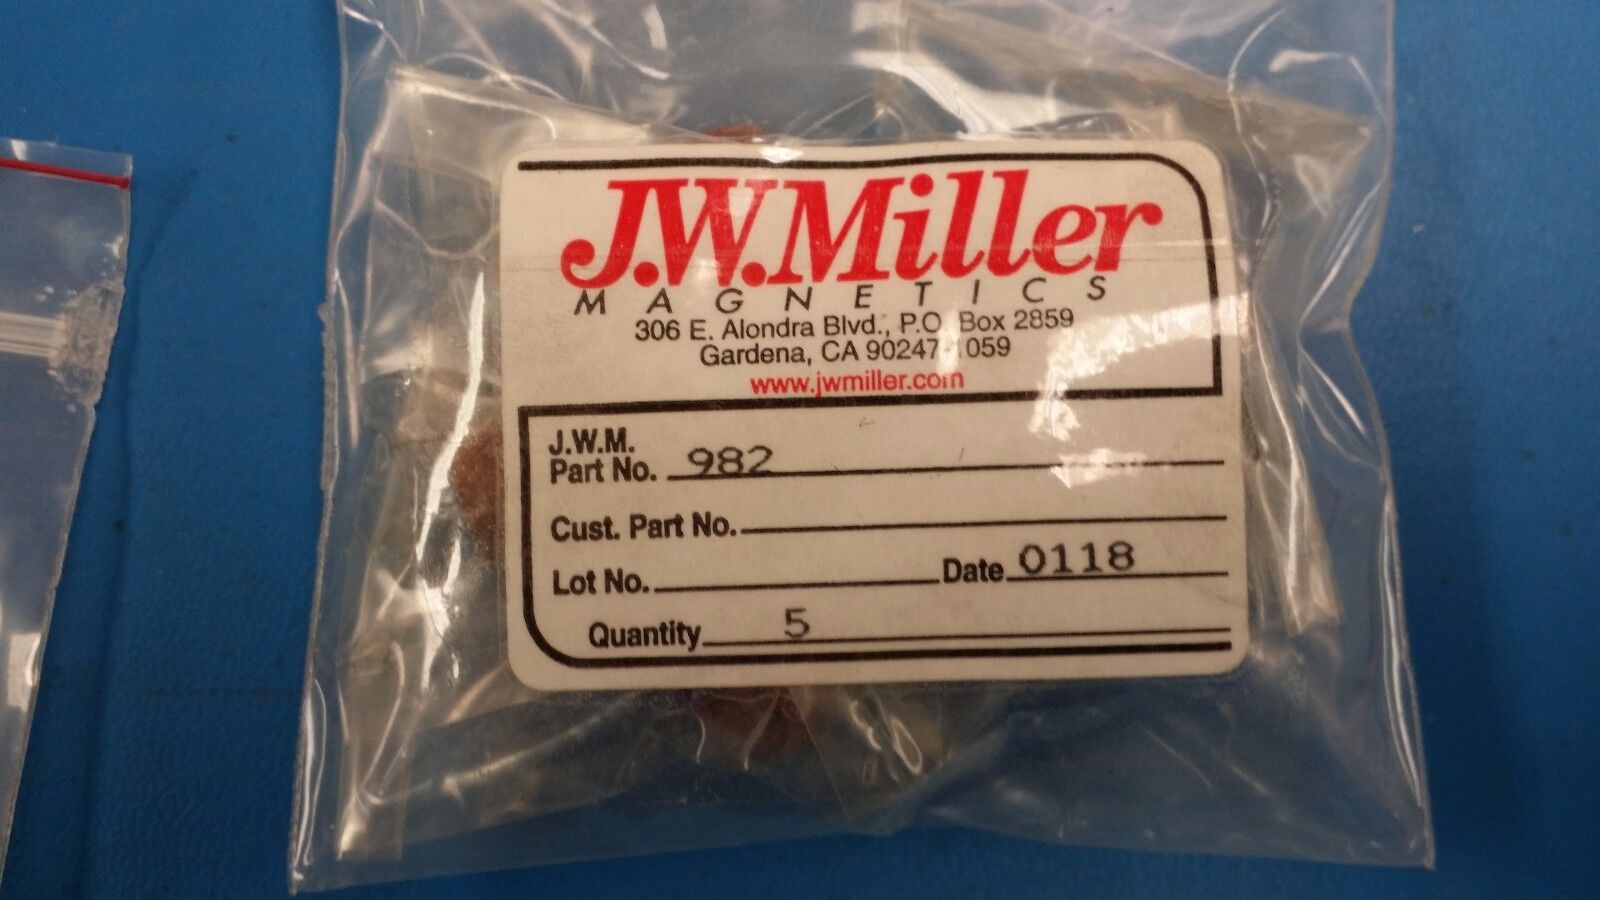 J.W.Miller
MAGNETICS
306 E. Alondra Blvd., P.O. Box 2859
Gardena, CA 90247-1059
www.jwmiller.com
J.W.M.
Part No. 982
Cust. Part No.
Lot No. Date 0118
Quantity 5